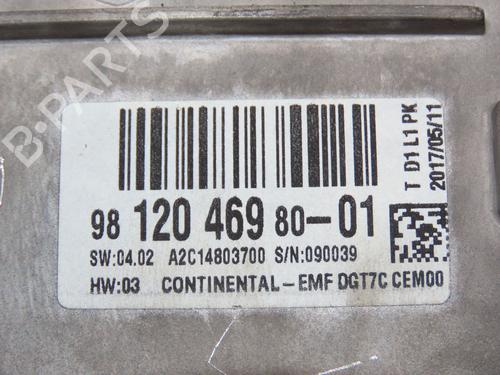 B-PARTS
98 120 469 80-01
SW:04.02 A2C14803700 S/N:090039
HW:03 CONTINENTAL-EMF DGT7C CEM00
T D1 L1 PK
2017/05/11